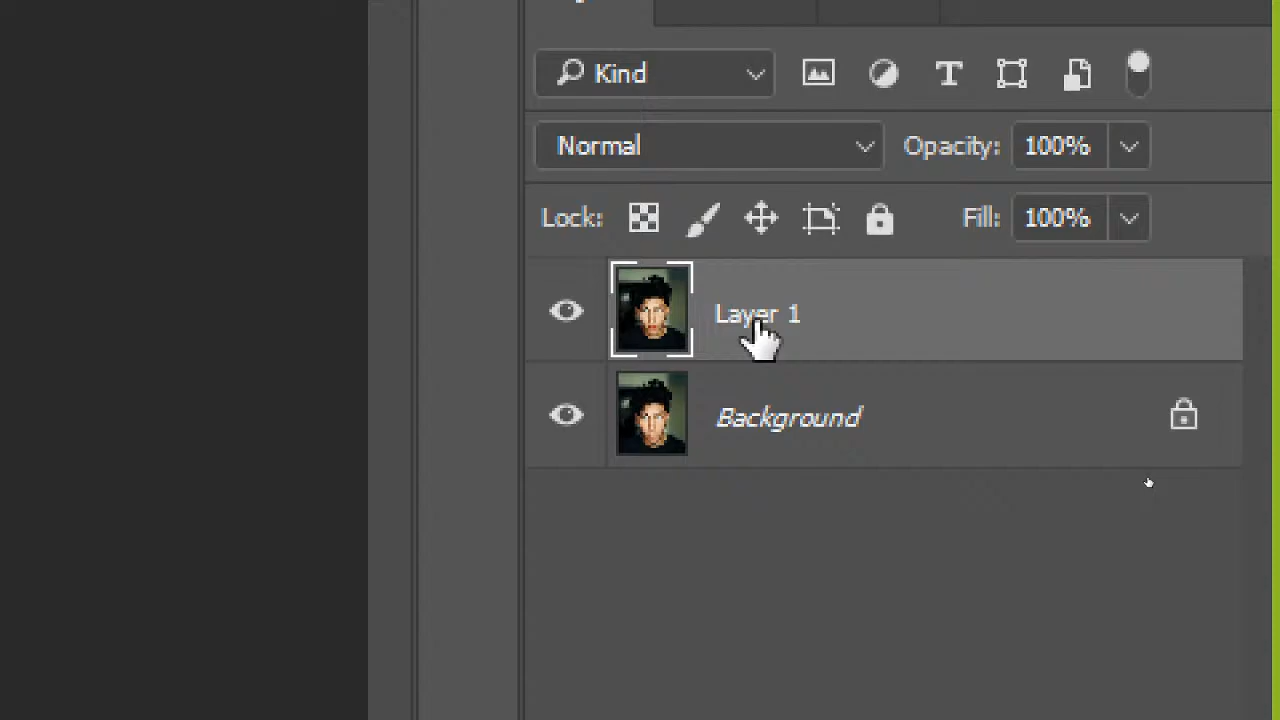 Kind
Normal Opacity: 100%
Lock: Fill: 100%
Layer 1
Background